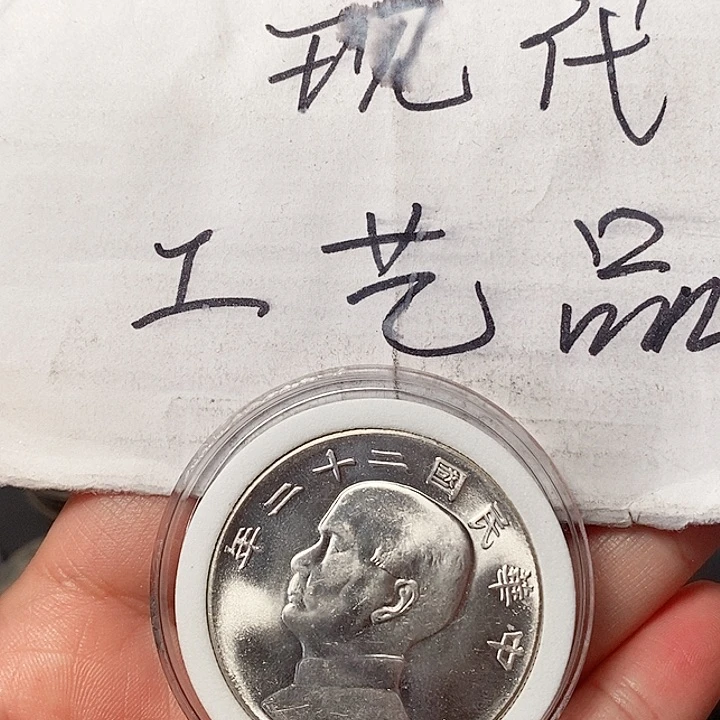 现代
工艺品
中華民國二十二年